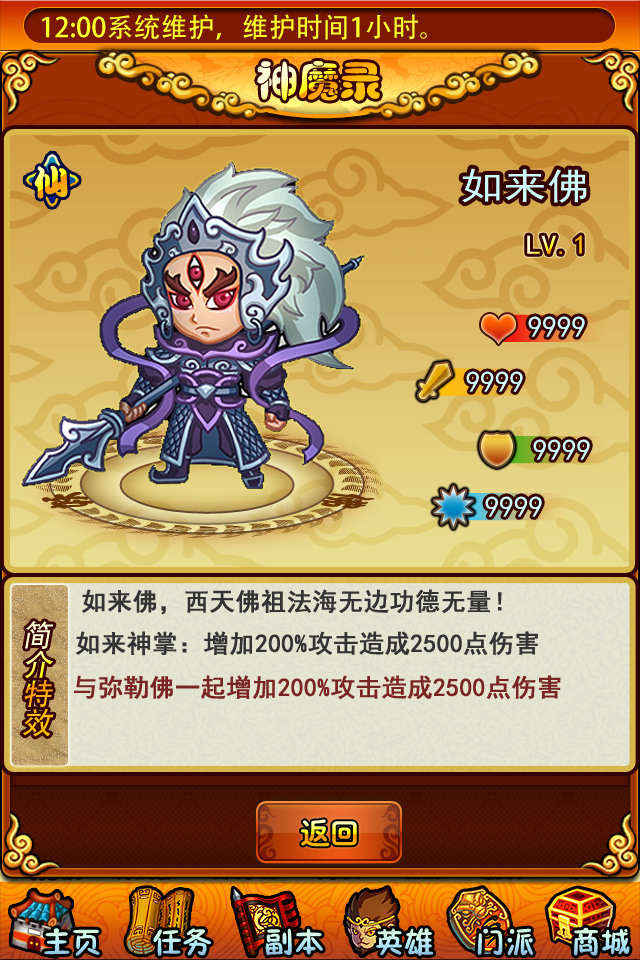 12:00系统维护，维护时间1小时。
神魔录
仙
如来佛
LV.1
9999
9999
9999
9999
简介特效
如来佛，西天佛祖法海无边功德无量！
如来神掌：增加200%攻击造成2500点伤害
与弥勒佛一起增加200%攻击造成2500点伤害
返回
主页 任务 副本 英雄 门派 商城